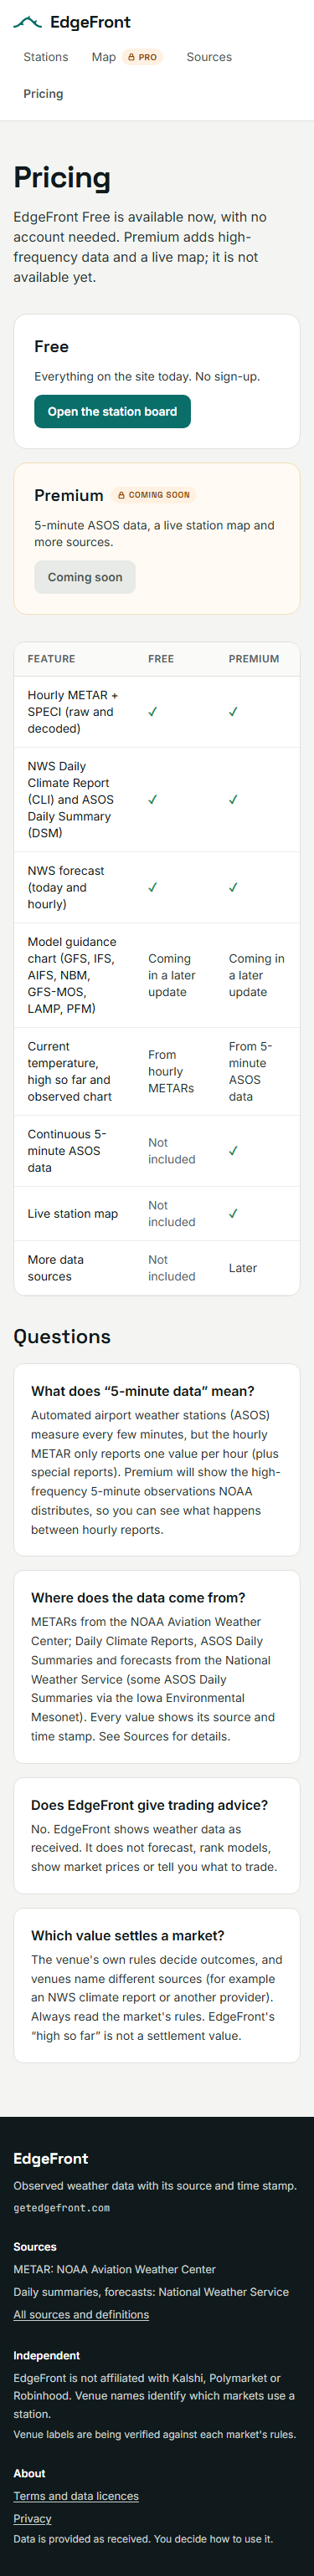 EdgeFront
Stations Map PRO Sources
Pricing
Pricing
EdgeFront Free is available now, with no
account needed. Premium adds high-
frequency data and a live map; it is not
available yet.
Free
Everything on the site today. No sign-up.
Open the station board
Premium COMING SOON
5-minute ASOS data, a live station map and
more sources.
Coming soon
FEATURE FREE PREMIUM
Hourly METAR +
SPECI (raw and
decoded)
✓ ✓
NWS Daily
Climate Report
(CLI) and ASOS
Daily Summary
(DSM)
✓ ✓
NWS forecast
(today and
hourly)
✓ ✓
Model guidance
chart (GFS, IFS,
AIFS, NBM,
GFS-MOS,
LAMP, PFM)
Coming
in a later
update
Coming in
a later
update
Current
temperature,
high so far and
observed chart
From
hourly
METARs
From 5-
minute
ASOS
data
Continuous 5-
minute ASOS
data
Not
included
✓
Live station map
Not
included
✓
More data
sources
Not
included
Later
Questions
What does “5-minute data” mean?
Automated airport weather stations (ASOS)
measure every few minutes, but the hourly
METAR only reports one value per hour (plus
special reports). Premium will show the high-
frequency 5-minute observations NOAA
distributes, so you can see what happens
between hourly reports.
Where does the data come from?
METARs from the NOAA Aviation Weather
Center; Daily Climate Reports, ASOS Daily
Summaries and forecasts from the National
Weather Service (some ASOS Daily
Summaries via the Iowa Environmental
Mesonet). Every value shows its source and
time stamp. See Sources for details.
Does EdgeFront give trading advice?
No. EdgeFront shows weather data as
received. It does not forecast, rank models,
show market prices or tell you what to trade.
Which value settles a market?
The venue's own rules decide outcomes, and
venues name different sources (for example
an NWS climate report or another provider).
Always read the market's rules. EdgeFront's
“high so far” is not a settlement value.
EdgeFront
Observed weather data with its source and time stamp.
getedgefront.com
Sources
METAR: NOAA Aviation Weather Center
Daily summaries, forecasts: National Weather Service
All sources and definitions
Independent
EdgeFront is not affiliated with Kalshi, Polymarket or
Robinhood. Venue names identify which markets use a
station.
Venue labels are being verified against each market's rules.
About
Terms and data licences
Privacy
Data is provided as received. You decide how to use it.